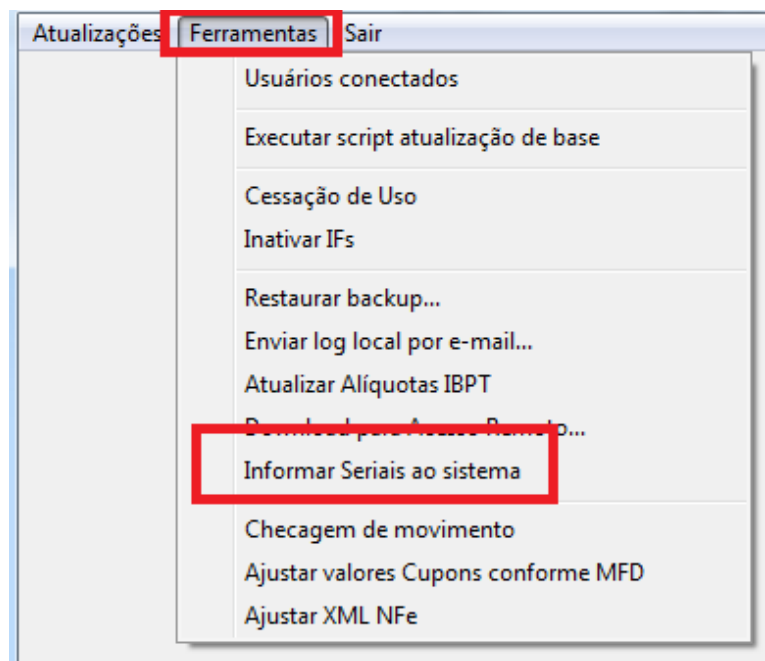 Atualizações Ferramentas Sair
Usuários conectados
Executar script atualização de base
Cessação de Uso
Inativar IFs
Restaurar backup...
Enviar log local por e-mail...
Atualizar Alíquotas IBPT
Download para Acesso Remoto...
Informar Seriais ao sistema
Checagem de movimento
Ajustar valores Cupons conforme MFD
Ajustar XML NFe